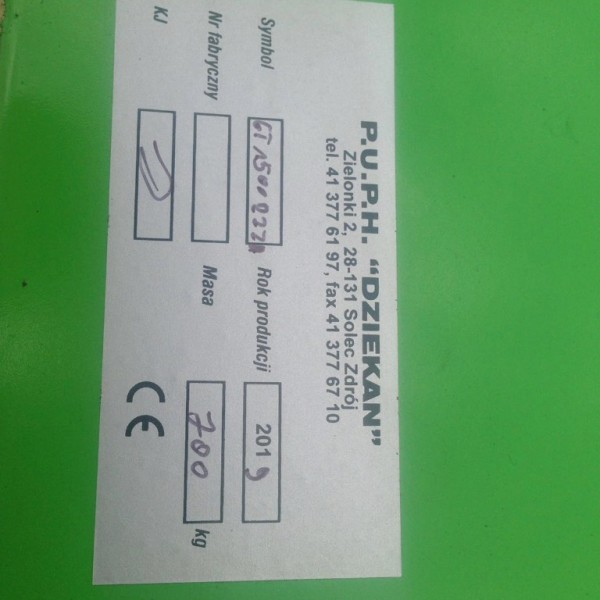 P.U.P.H. "DZIEKAN"
Zielonki 2, 28-131 Solec Zdrój
tel. 41 377 61 97, fax 41 377 67 10
Symbol Rok produkcji 2019
Nr fabryczny Masa 700 kg
KJ CE